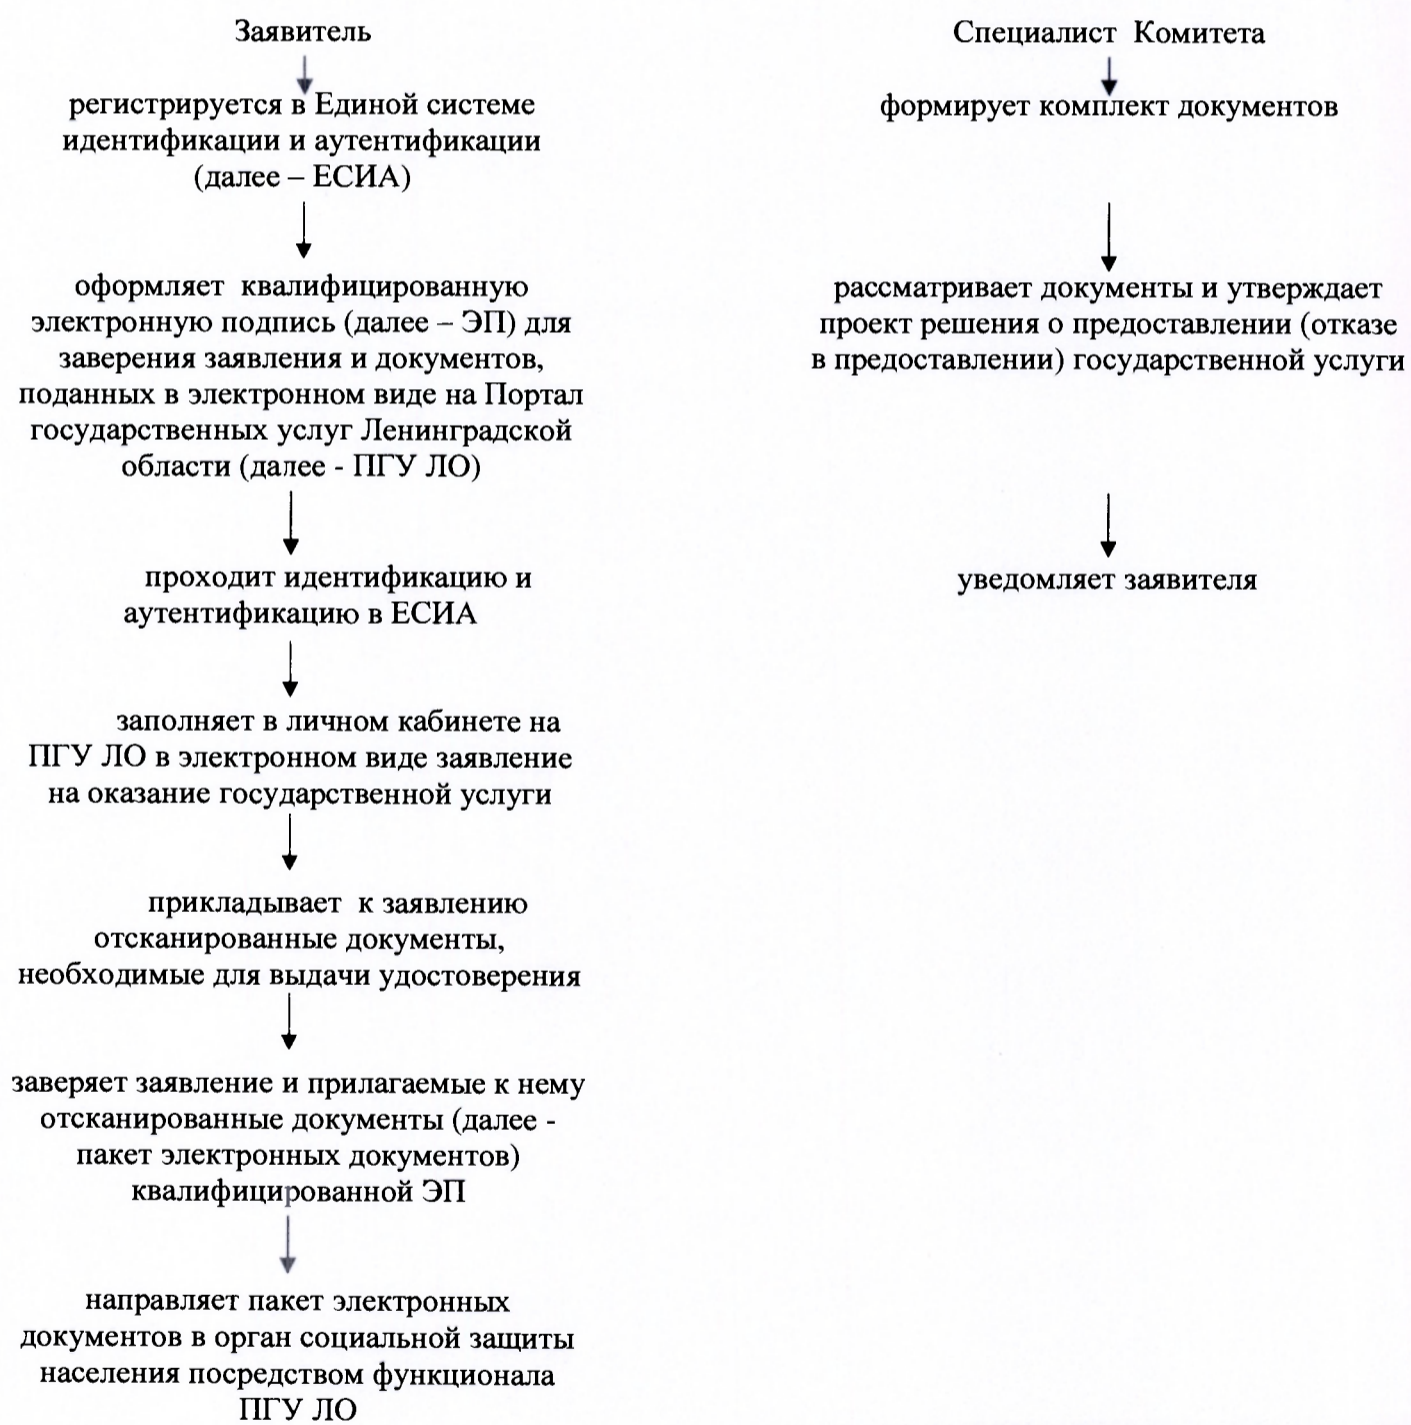 Заявитель
регистрируется в Единой системе
идентификации и аутентификации
(далее – ЕСИА)
оформляет квалифицированную
электронную подпись (далее – ЭП) для
заверения заявления и документов,
поданных в электронном виде на Портал
государственных услуг Ленинградской
области (далее - ПГУ ЛО)
проходит идентификацию и
аутентификацию в ЕСИА
заполняет в личном кабинете на
ПГУ ЛО в электронном виде заявление
на оказание государственной услуги
прикладывает к заявлению
отсканированные документы,
необходимые для выдачи удостоверения
заверяет заявление и прилагаемые к нему
отсканированные документы (далее -
пакет электронных документов)
квалифицированной ЭП
направляет пакет электронных
документов в орган социальной защиты
населения посредством функционала
ПГУ ЛО
Специалист Комитета
формирует комплект документов
рассматривает документы и утверждает
проект решения о предоставлении (отказе
в предоставлении) государственной услуги
уведомляет заявителя